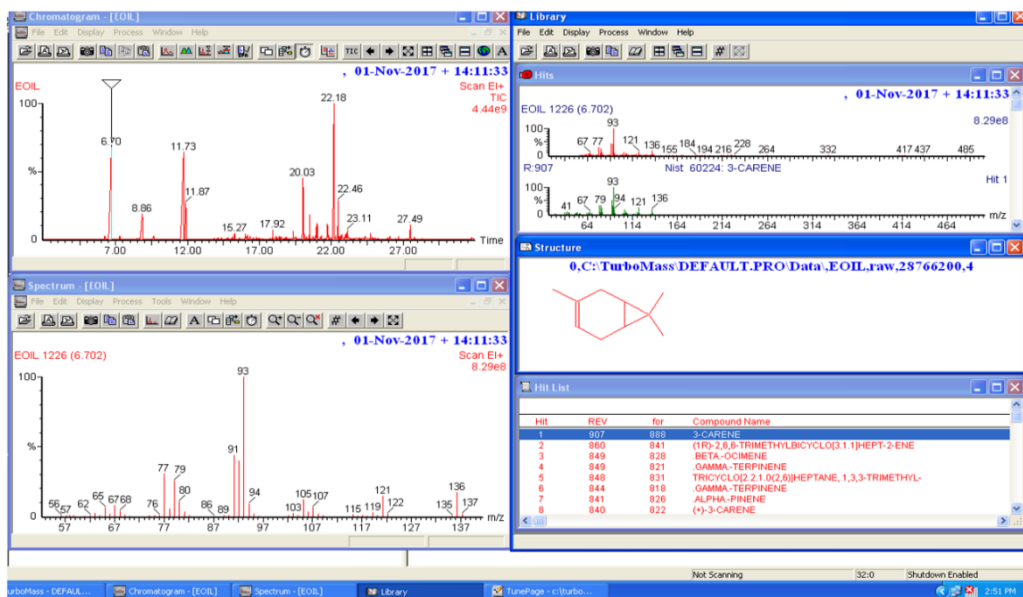 Chromatogram - [EOIL]
File Edit Display Process Window Help
TIC
A
, 01-Nov-2017 + 14:11:33
EOIL
Scan EI+
TIC
4.44e9
100
%
0
6.70
8.86
11.73
11.87
15.27
17.92
20.03
22.18
22.46
23.11
27.49
7.00 12.00 17.00 22.00 27.00
Time
Spectrum - [EOIL]
File Edit Display Process Tools Window Help
A
#
, 01-Nov-2017 + 14:11:33
EOIL 1226 (6.702)
Scan EI+
8.29e8
100
%
0
56 57 62 65 67 68 76 77 79 80 86 89 91 93 94 103 105 107 115 119 121 122 135 136 137
57 67 77 87 97 107 117 127 137
m/z
Library
File Edit Display Process Window Help
#
Hits
, 01-Nov-2017 + 14:11:33
EOIL 1226 (6.702)
8.29e8
100
%
0
67 77 93 121 136 155 184 194 216 228 264 332 417 437 485
R:907
Nist 60224: 3-CARENE
Hit 1
100
%
0
41 67 79 93 94 121 136
64 114 164 214 264 314 364 414 464
m/z
Structure
0,C:\TurboMass\DEFAULT.PRO\Data\,EOIL,raw,28766200,4
Hit List
Hit REV for Compound Name
1 907 888 3-CARENE
2 860 841 (1R)-2,6,6-TRIMETHYLBICYCLO[3.1.1]HEPT-2-ENE
3 849 828 .BETA.-OCIMENE
4 849 821 .GAMMA.-TERPINENE
5 848 831 TRICYCLO[2.2.1.0(2,6)]HEPTANE, 1,3,3-TRIMETHYL-
6 844 818 .GAMMA.-TERPINENE
7 841 826 .ALPHA.-PINENE
8 840 822 (+)-3-CARENE
Not Scanning
32:0
Shutdown Enabled
urboMass - DEFAUL...
Chromatogram - [EOIL]
Spectrum - [EOIL]
Library
TunePage - c:\turbo...
2:51 PM